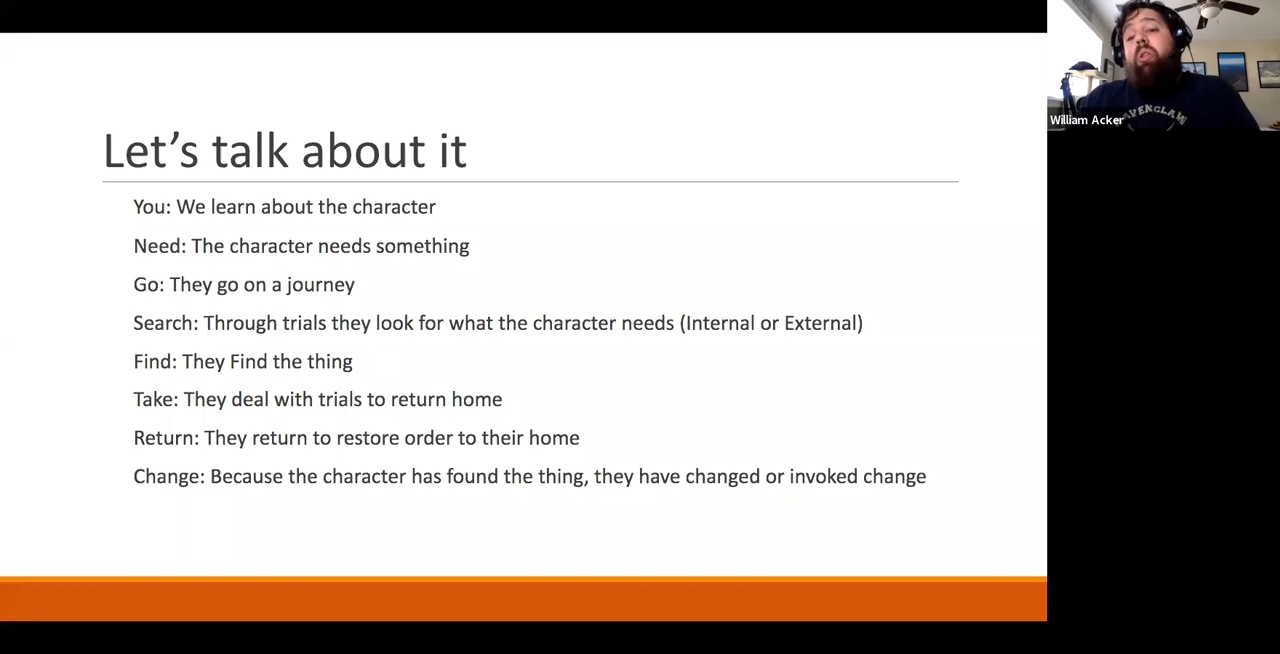 Let's talk about it
You: We learn about the character
Need: The character needs something
Go: They go on a journey
Search: Through trials they look for what the character needs (Internal or External)
Find: They Find the thing
Take: They deal with trials to return home
Return: They return to restore order to their home
Change: Because the character has found the thing, they have changed or invoked change
William Acker